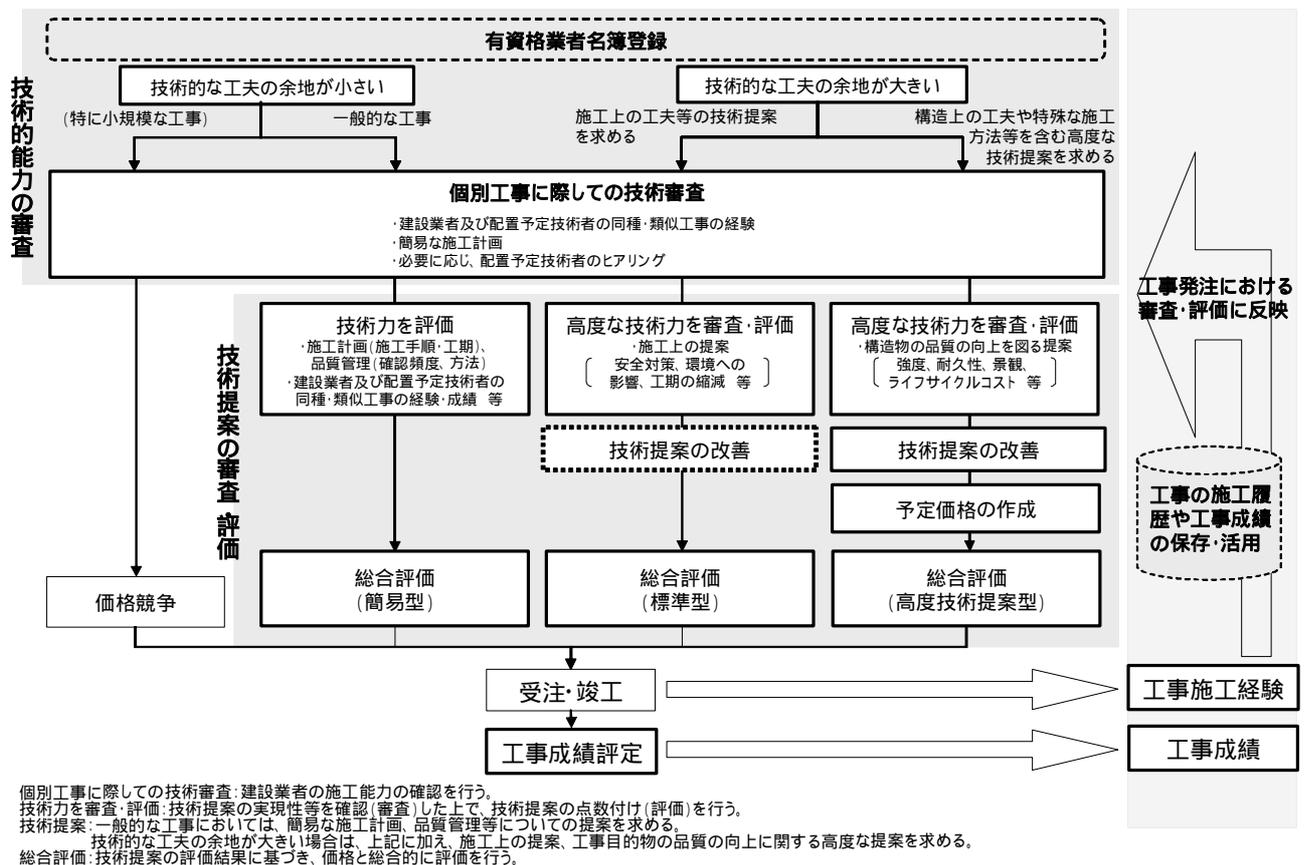 有資格業者名簿登録
技術的能力の審査
技術的な工夫の余地が小さい
技術的な工夫の余地が大きい
(特に小規模な工事)
一般的な工事
施工上の工夫等の技術提案
を求める
構造上の工夫や特殊な施工
方法等を含む高度な
技術提案を求める
個別工事に際しての技術審査
・建設業者及び配置予定技術者の同種・類似工事の経験
・簡易な施工計画
・必要に応じ、配置予定技術者のヒアリング
工事発注における
審査・評価に反映
技術提案の審査・評価
技術力を評価
・施工計画(施工手順・工期)、
品質管理(確認頻度、方法)
・建設業者及び配置予定技術者の
同種・類似工事の経験・成績 等
高度な技術力を審査・評価
・施工上の提案
安全対策、環境への
影響、工期の縮減 等
高度な技術力を審査・評価
・構造物の品質の向上を図る提案
強度、耐久性、景観、
ライフサイクルコスト 等
技術提案の改善
技術提案の改善
予定価格の作成
工事の施工履
歴や工事成績
の保存・活用
価格競争
総合評価
(簡易型)
総合評価
(標準型)
総合評価
(高度技術提案型)
受注・竣工
工事施工経験
工事成績評定
工事成績
個別工事に際しての技術審査:建設業者の施工能力の確認を行う。
技術力を審査・評価:技術提案の実現性等を確認(審査)した上で、技術提案の点数付け(評価)を行う。
技術提案:一般的な工事においては、簡易な施工計画、品質管理等についての提案を求める。
技術的な工夫の余地が大きい場合は、上記に加え、施工上の提案、工事目的物の品質の向上に関する高度な提案を求める。
総合評価:技術提案の評価結果に基づき、価格と総合的に評価を行う。